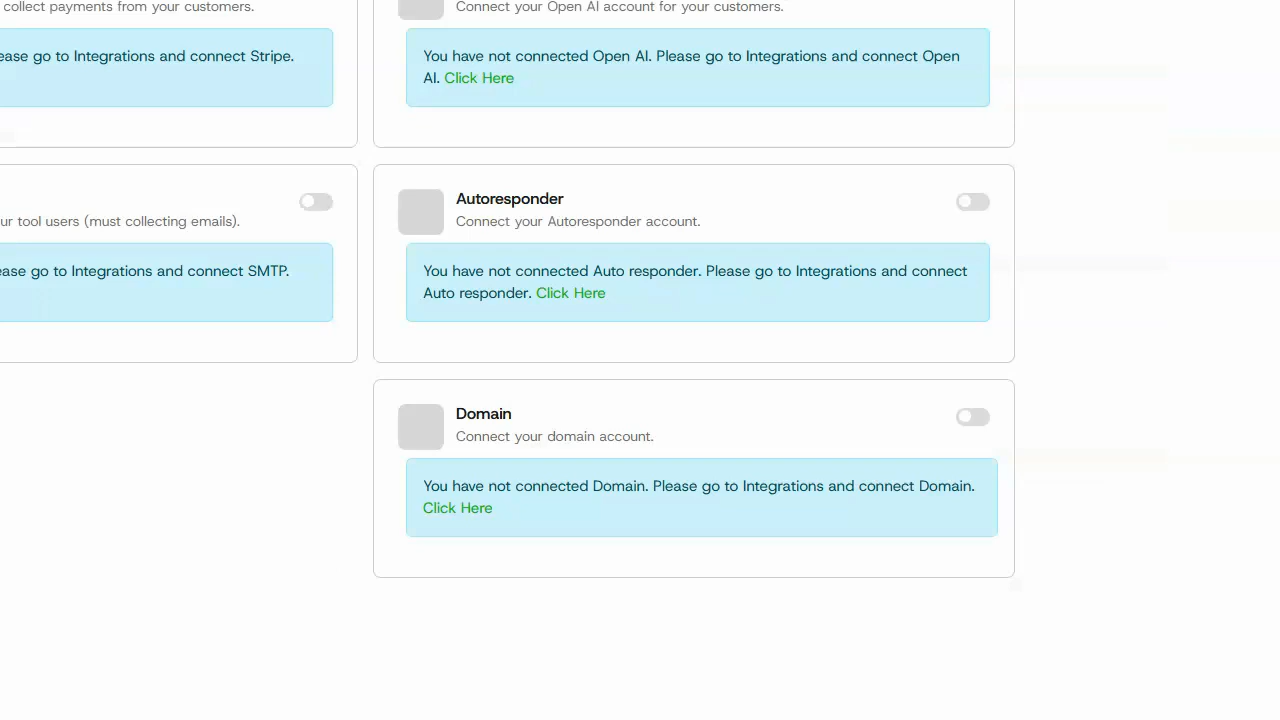 collect payments from your customers.
Connect your Open AI account for your customers.
ease go to Integrations and connect Stripe.
You have not connected Open AI. Please go to Integrations and connect Open
AI. Click Here
ur tool users (must collecting emails).
ease go to Integrations and connect SMTP.
Autoresponder
Connect your Autoresponder account.
You have not connected Auto responder. Please go to Integrations and connect
Auto responder. Click Here
Domain
Connect your domain account.
You have not connected Domain. Please go to Integrations and connect Domain.
Click Here